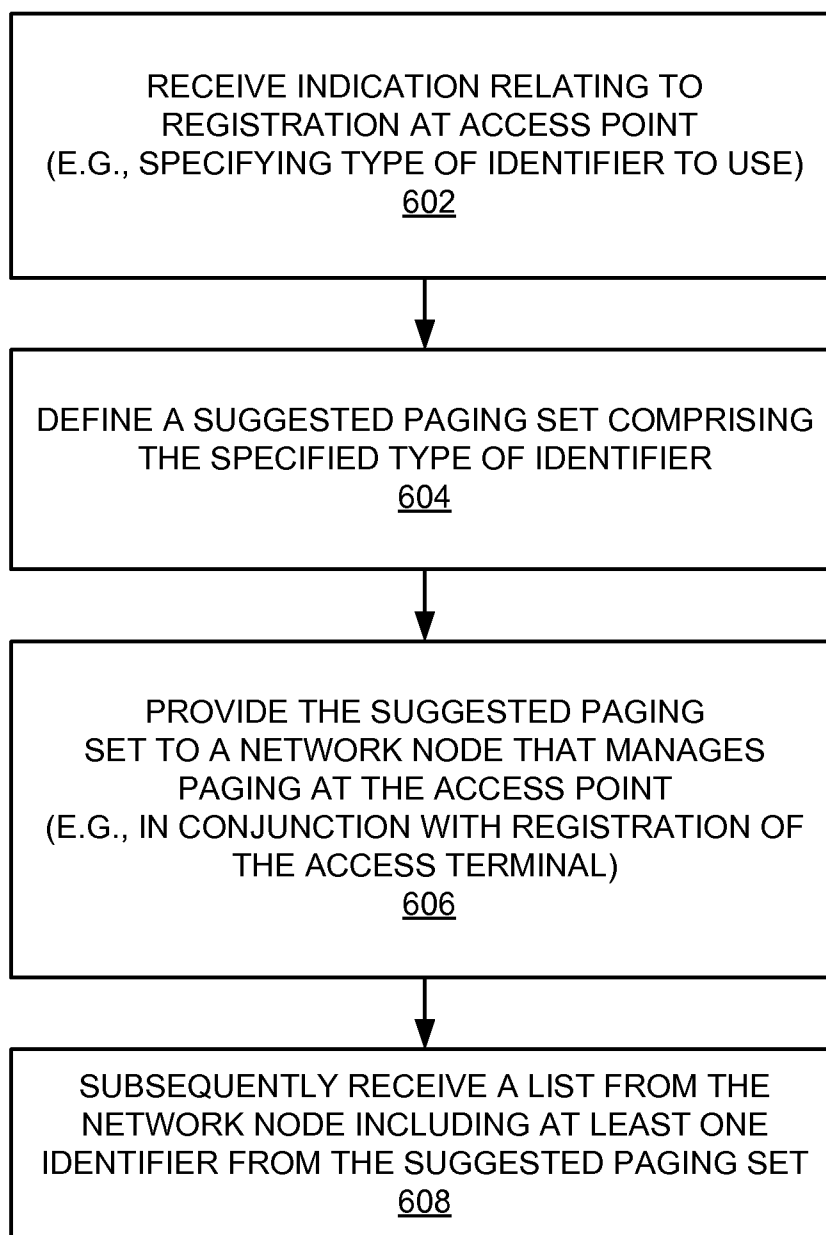 RECEIVE INDICATION RELATING TO
REGISTRATION AT ACCESS POINT
(E.G., SPECIFYING TYPE OF IDENTIFIER TO USE)
602
DEFINE A SUGGESTED PAGING SET COMPRISING
THE SPECIFIED TYPE OF IDENTIFIER
604
PROVIDE THE SUGGESTED PAGING
SET TO A NETWORK NODE THAT MANAGES
PAGING AT THE ACCESS POINT
(E.G., IN CONJUNCTION WITH REGISTRATION OF
THE ACCESS TERMINAL)
606
SUBSEQUENTLY RECEIVE A LIST FROM THE
NETWORK NODE INCLUDING AT LEAST ONE
IDENTIFIER FROM THE SUGGESTED PAGING SET
608